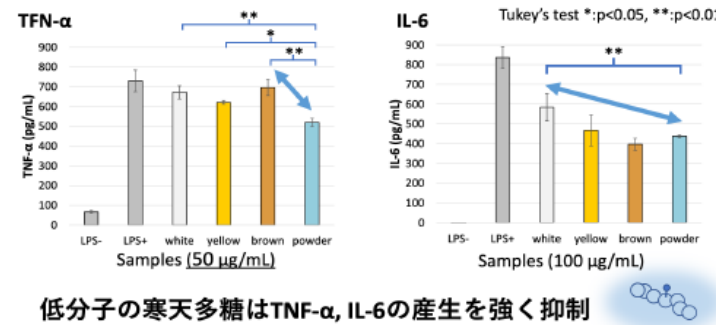 TFN-α
**
*
**
900
800
700
600
500
400
300
200
100
0
TNF-α (pg/mL)
LPS- LPS+ white yellow brown powder
Samples (50 μg/mL)
IL-6
Tukey's test *:p<0.05, **:p<0.01
**
900
800
700
600
500
400
300
200
100
0
IL-6 (pg/mL)
LPS- LPS+ white yellow brown powder
Samples (100 μg/mL)
低分子の寒天多糖はTNF-α, IL-6の産生を強く抑制